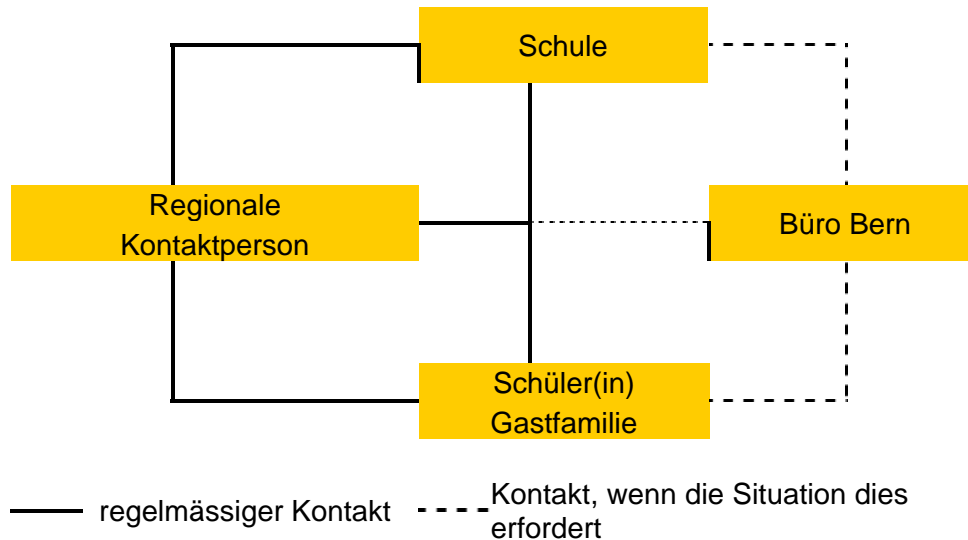 Schule
Regionale
Kontaktperson
Büro Bern
Schüler(in)
Gastfamilie
regelmässiger Kontakt
Kontakt, wenn die Situation dies
erfordert